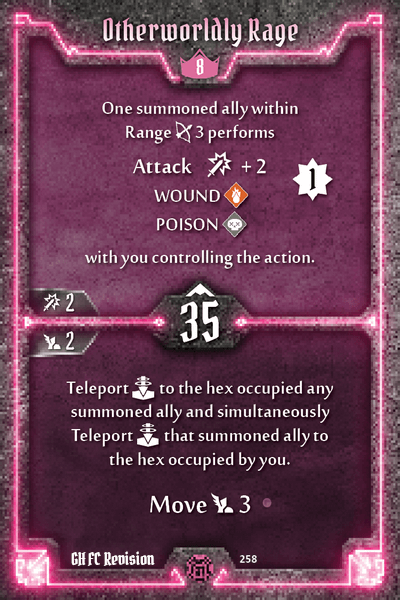 Otherworldly Rage
8
One summoned ally within
Range 3 performs
Attack +2
1
WOUND
POISON
with you controlling the action.
2
35
2
Teleport to the hex occupied any
summoned ally and simultaneously
Teleport that summoned ally to
the hex occupied by you.
Move 3
GH FC Revision
258